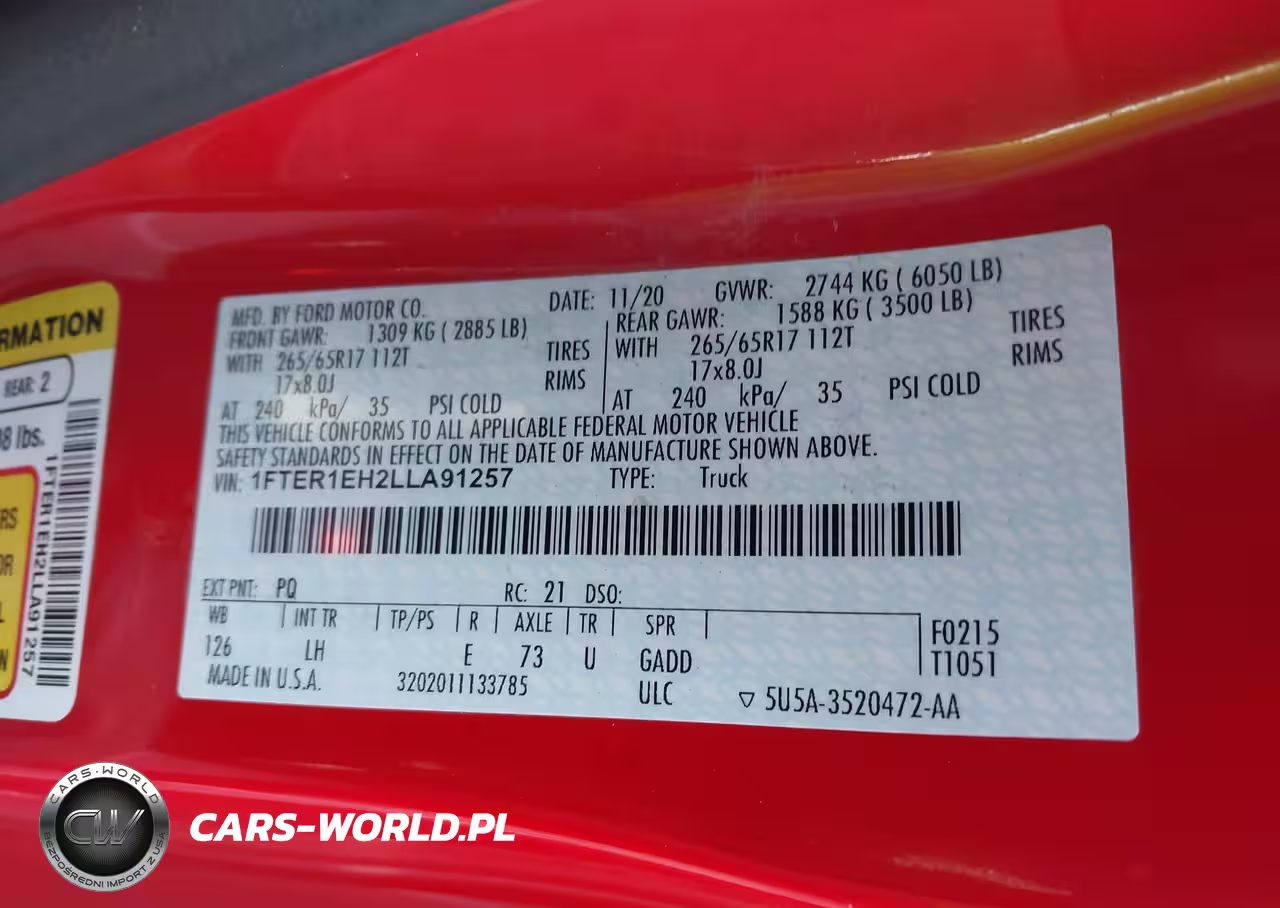 RMATION
REAR: 2
98 lbs.
1FTER1EH2LLA91257
MFD. BY FORD MOTOR CO. DATE: 11/20 GVWR: 2744 KG ( 6050 LB)
FRONT GAWR: 1309 KG ( 2885 LB) REAR GAWR: 1588 KG ( 3500 LB)
WITH 265/65R17 112T TIRES WITH 265/65R17 112T TIRES
17x8.0J RIMS 17x8.0J RIMS
AT 240 kPa/ 35 PSI COLD AT 240 kPa/ 35 PSI COLD
THIS VEHICLE CONFORMS TO ALL APPLICABLE FEDERAL MOTOR VEHICLE
SAFETY STANDARDS IN EFFECT ON THE DATE OF MANUFACTURE SHOWN ABOVE.
VIN: 1FTER1EH2LLA91257 TYPE: Truck
EXT PNT: PQ RC: 21 DSO:
WB INT TR TP/PS R AXLE TR SPR
126 LH E 73 U GADD
F0215
T1051
MADE IN U.S.A. 3202011133785 ULC ▽ 5U5A-3520472-AA
CARS-WORLD
CW
BEZPOŚREDNI IMPORT Z USA
CARS-WORLD.PL